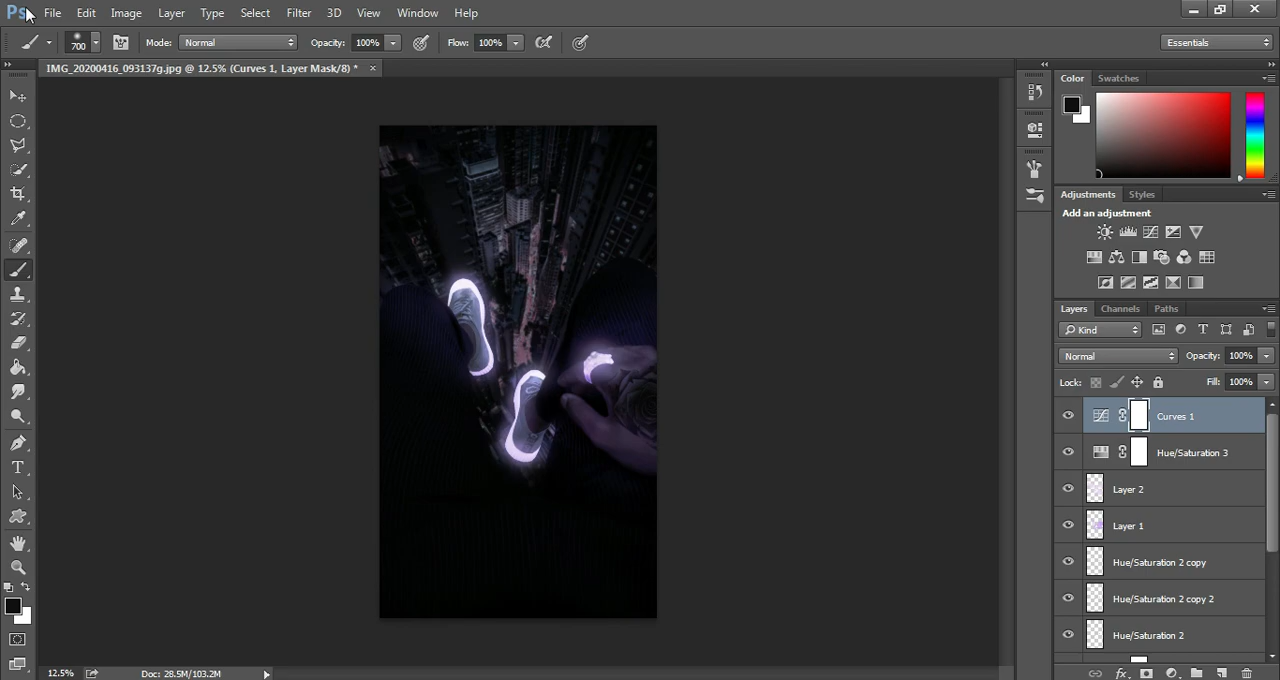 Ps File Edit Image Layer Type Select Filter 3D View Window Help
700 Mode: Normal Opacity: 100% Flow: 100% Essentials
IMG_20200416_093137g.jpg @ 12.5% (Curves 1, Layer Mask/8) * ×
Color Swatches
Adjustments Styles
Add an adjustment
Layers Channels Paths
Kind
Normal Opacity: 100%
Lock: Fill: 100%
Curves 1
Hue/Saturation 3
Layer 2
Layer 1
Hue/Saturation 2 copy
Hue/Saturation 2 copy 2
Hue/Saturation 2
12.5% Doc: 28.5M/103.2M